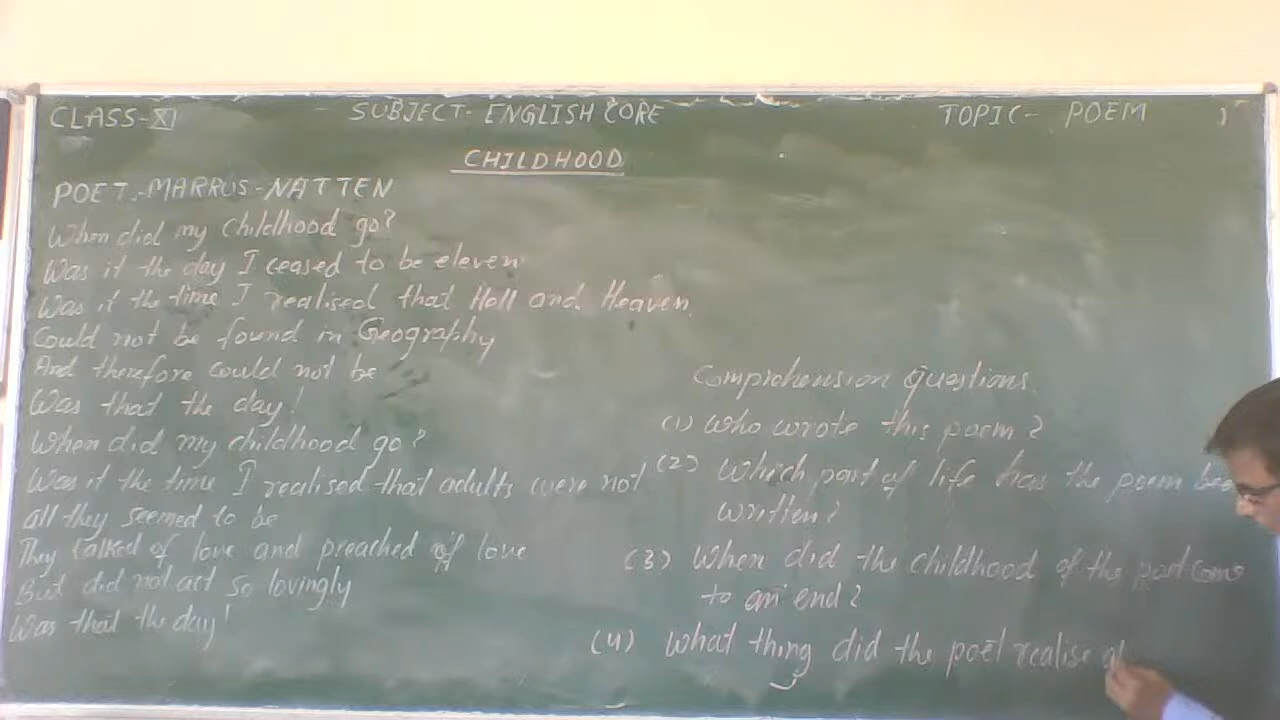 CLASS-XI SUBJECT- ENGLISH CORE TOPIC- POEM
CHILDHOOD
POET-MARRUS-NATTEN
When did my childhood go?
Was it the day I ceased to be eleven
Was it the time I realised that Hell and Heaven,
Could not be found in Geography
And therefore could not be
Was that the day!
When did my childhood go?
Was it the time I realised that adults were not
all they seemed to be
They talked of love and preached of love
But did not act so lovingly
Was that the day!
Comprehension questions.
(1) Who wrote this poem?
(2) Which part of life has the poem
written?
(3) When did the childhood of the poet come
to an end?
(4) What thing did the poet realise